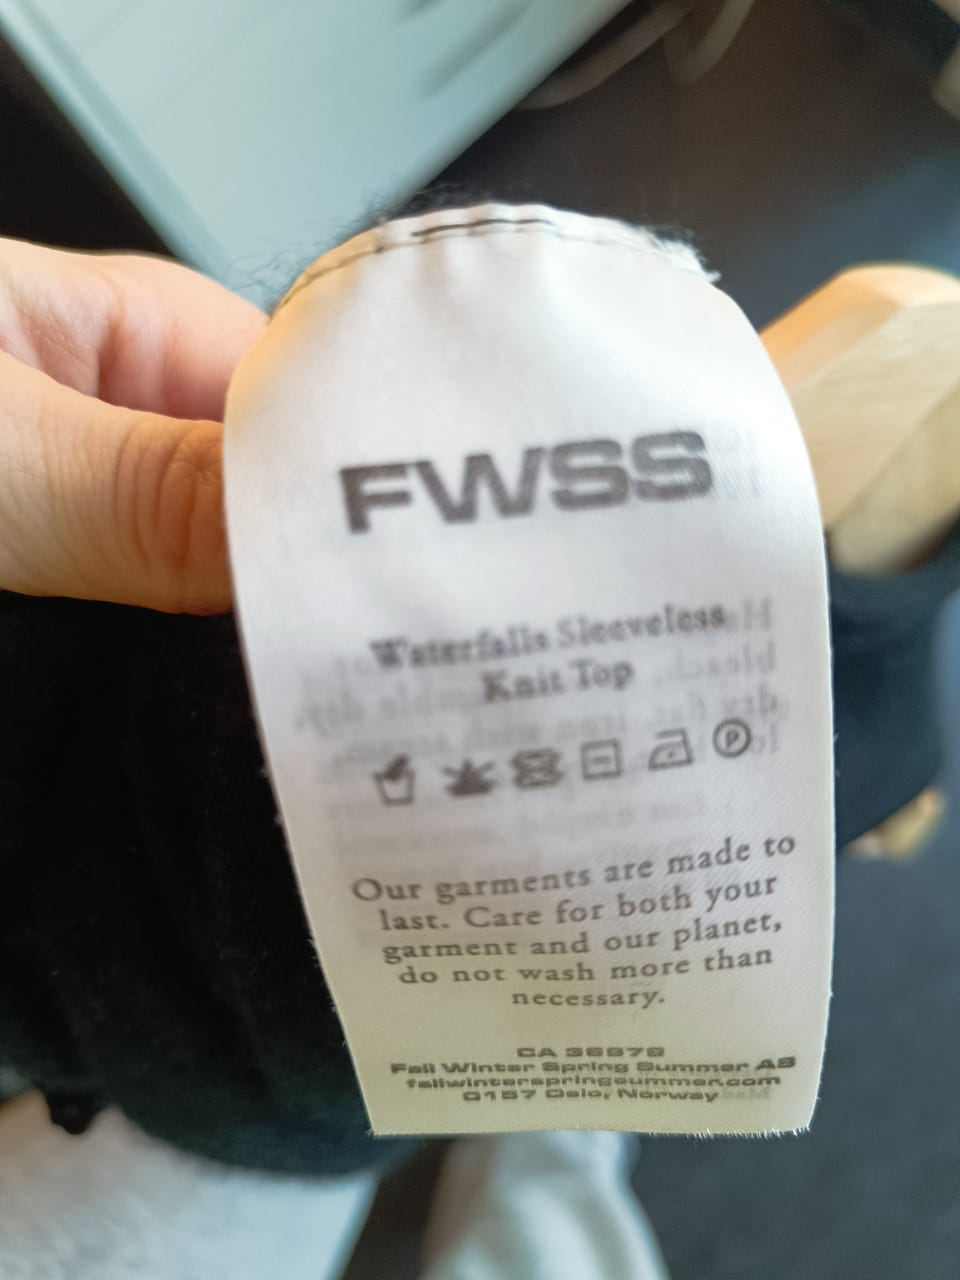 FWSS
Waterfalls Sleeveless
Knit Top
P
Our garments are made to
last. Care for both your
garment and our planet,
do not wash more than
necessary.
CA 36879
Fall Winter Spring Summer AS
fallwinterspringsummer.com
0157 Oslo, Norway